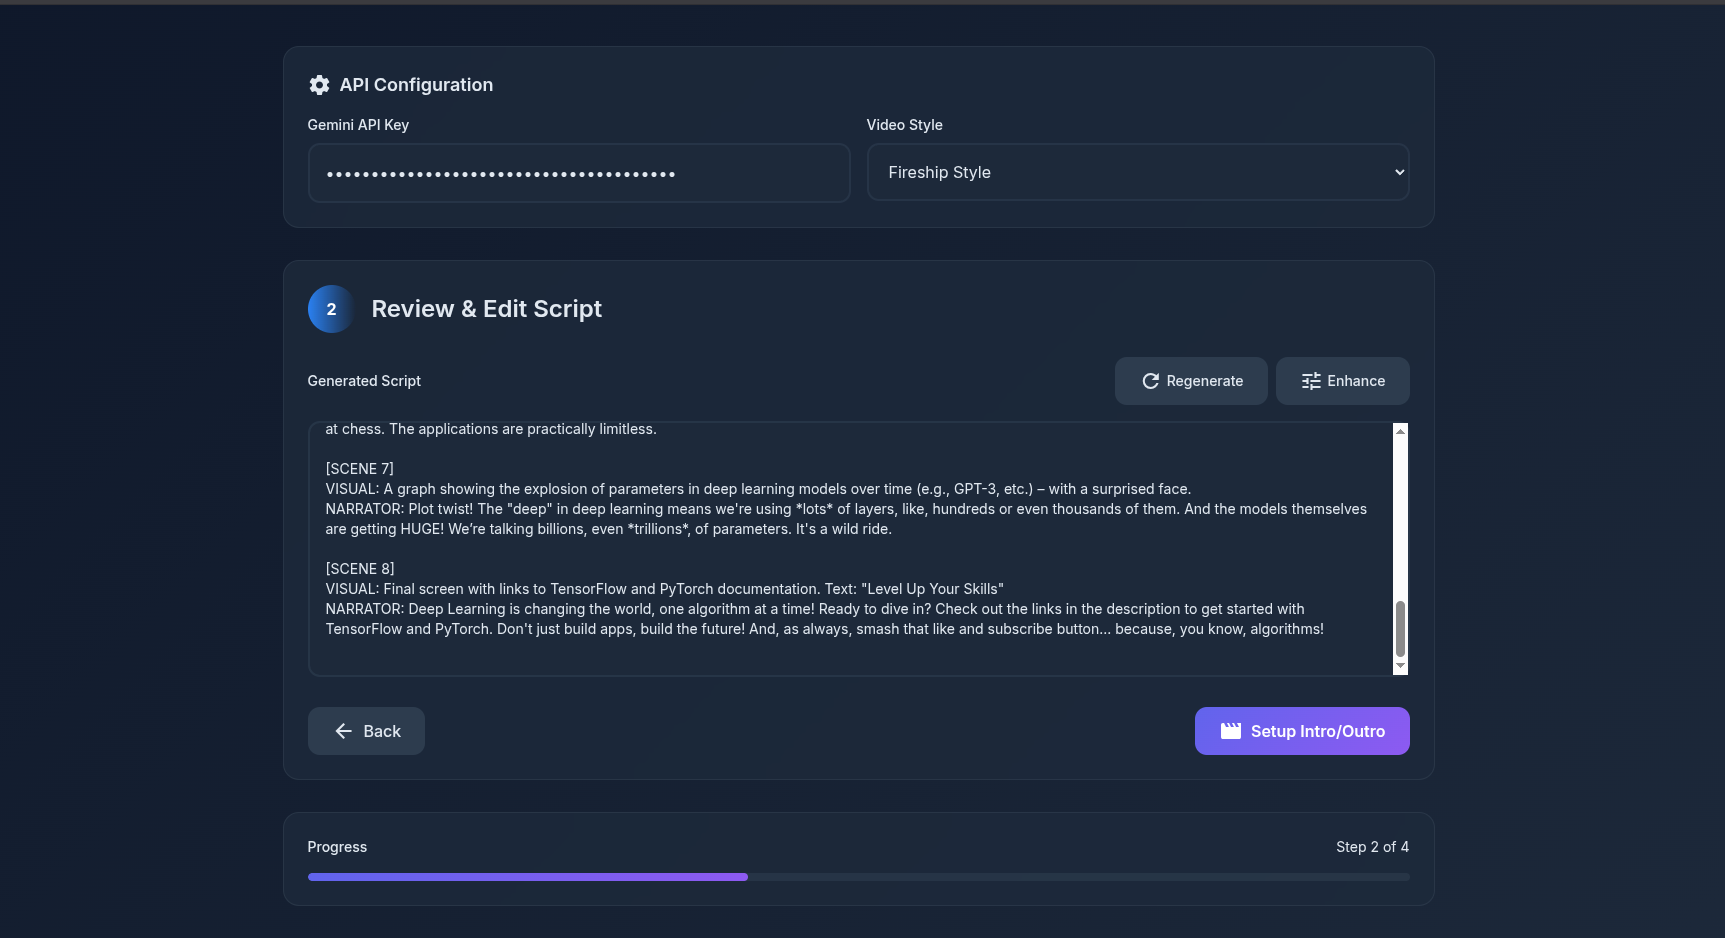 API Configuration
Gemini API Key
Video Style
••••••••••••••••••••••••••••••••••••••••
Fireship Style
2
Review & Edit Script
Generated Script
Regenerate
Enhance
at chess. The applications are practically limitless.
[SCENE 7]
VISUAL: A graph showing the explosion of parameters in deep learning models over time (e.g., GPT-3, etc.) – with a surprised face.
NARRATOR: Plot twist! The "deep" in deep learning means we're using *lots* of layers, like, hundreds or even thousands of them. And the models themselves
are getting HUGE! We’re talking billions, even *trillions*, of parameters. It's a wild ride.
[SCENE 8]
VISUAL: Final screen with links to TensorFlow and PyTorch documentation. Text: "Level Up Your Skills"
NARRATOR: Deep Learning is changing the world, one algorithm at a time! Ready to dive in? Check out the links in the description to get started with
TensorFlow and PyTorch. Don't just build apps, build the future! And, as always, smash that like and subscribe button... because, you know, algorithms!
Back
Setup Intro/Outro
Progress
Step 2 of 4